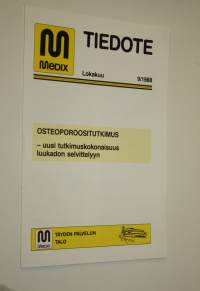 MEDIX
TIEDOTE
Lokakuu 9/1988
OSTEOPOROOSITUTKIMUS
– uusi tutkimuskokonaisuus
luukadon selvittelyyn
MEDIX
TÄYDEN PALVELUN
TALO